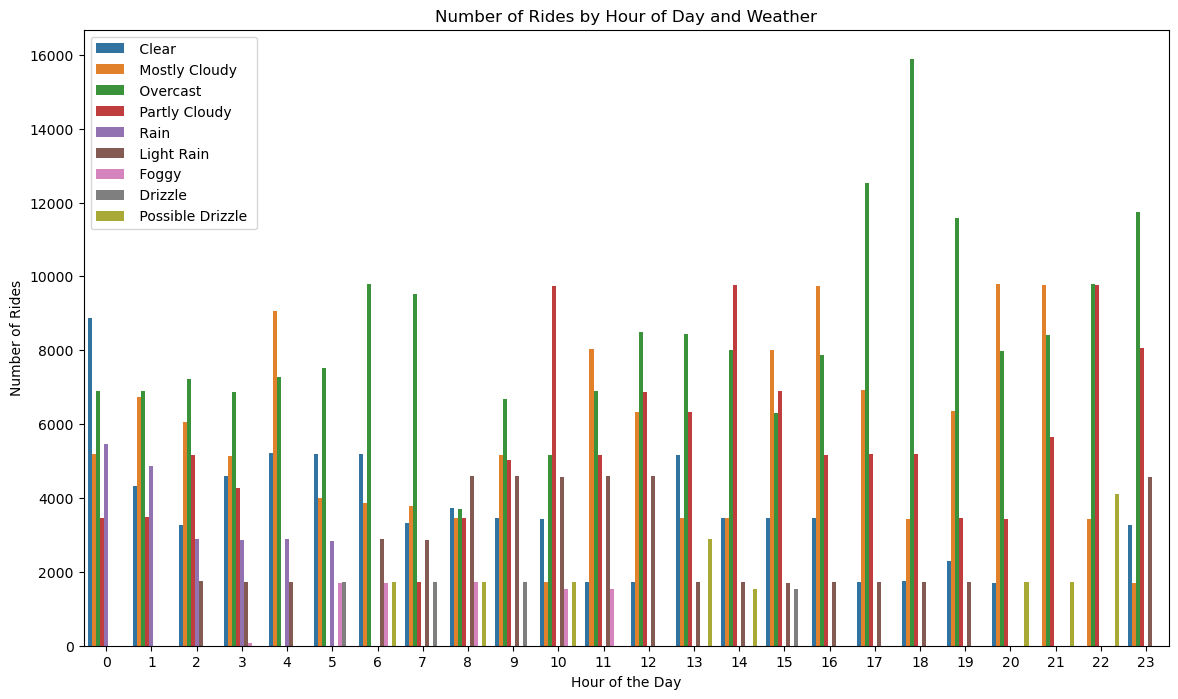 Number of Rides by Hour of Day and Weather
16000
14000
12000
10000
8000
6000
4000
2000
0
Number of Rides
Clear
Mostly Cloudy
Overcast
Partly Cloudy
Rain
Light Rain
Foggy
Drizzle
Possible Drizzle
0 1 2 3 4 5 6 7 8 9 10 11 12 13 14 15 16 17 18 19 20 21 22 23
Hour of the Day